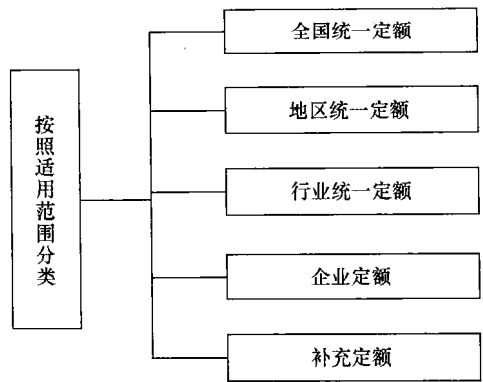 按照适用范围分类
全国统一定额
地区统一定额
行业统一定额
企业定额
补充定额